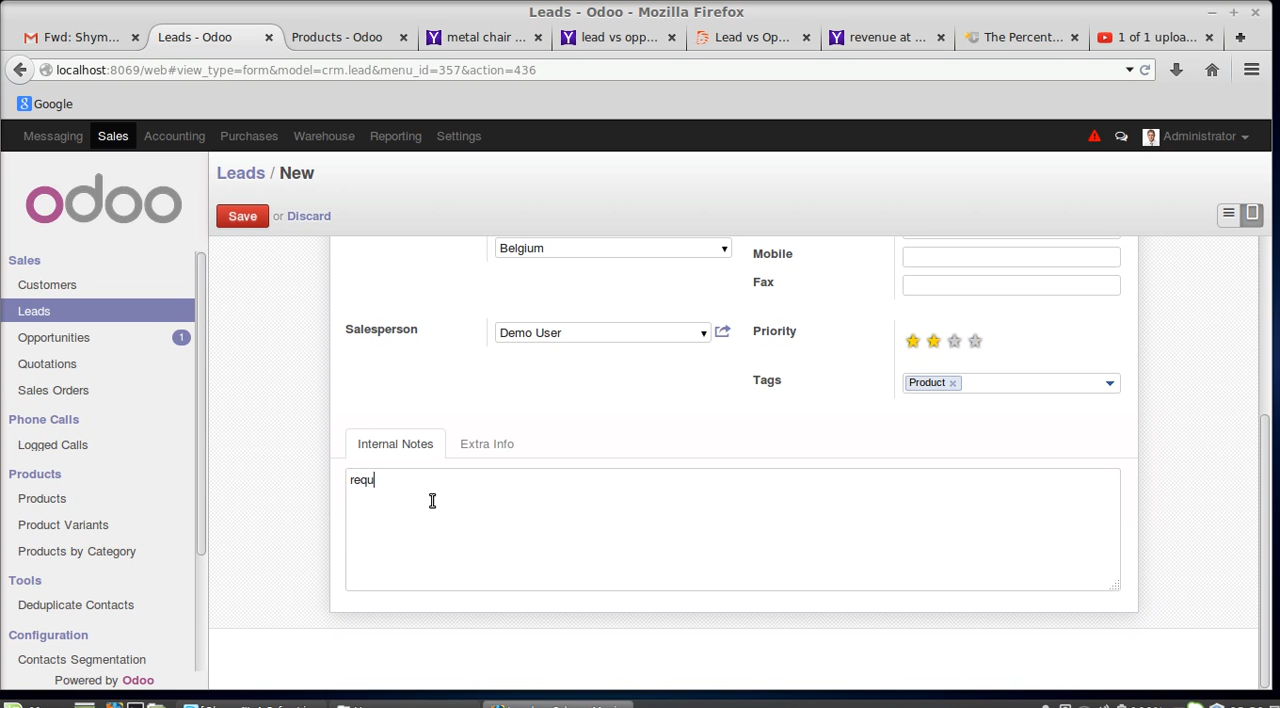 Leads - Odoo - Mozilla Firefox
Fwd: Shym...
Leads - Odoo
Products - Odoo
metal chair ...
lead vs opp...
Lead vs Op...
revenue at ...
The Percent...
1 of 1 uploa...
localhost:8069/web#view_type=form&model=crm.lead&menu_id=357&action=436
Google
Messaging Sales Accounting Purchases Warehouse Reporting Settings
Administrator
odoo
Leads / New
Save or Discard
Sales
Customers
Leads
Opportunities 1
Quotations
Sales Orders
Phone Calls
Logged Calls
Products
Products
Product Variants
Products by Category
Tools
Deduplicate Contacts
Configuration
Contacts Segmentation
Powered by Odoo
Belgium
Mobile
Fax
Salesperson
Demo User
Priority
Tags
Product
Internal Notes
Extra Info
requ